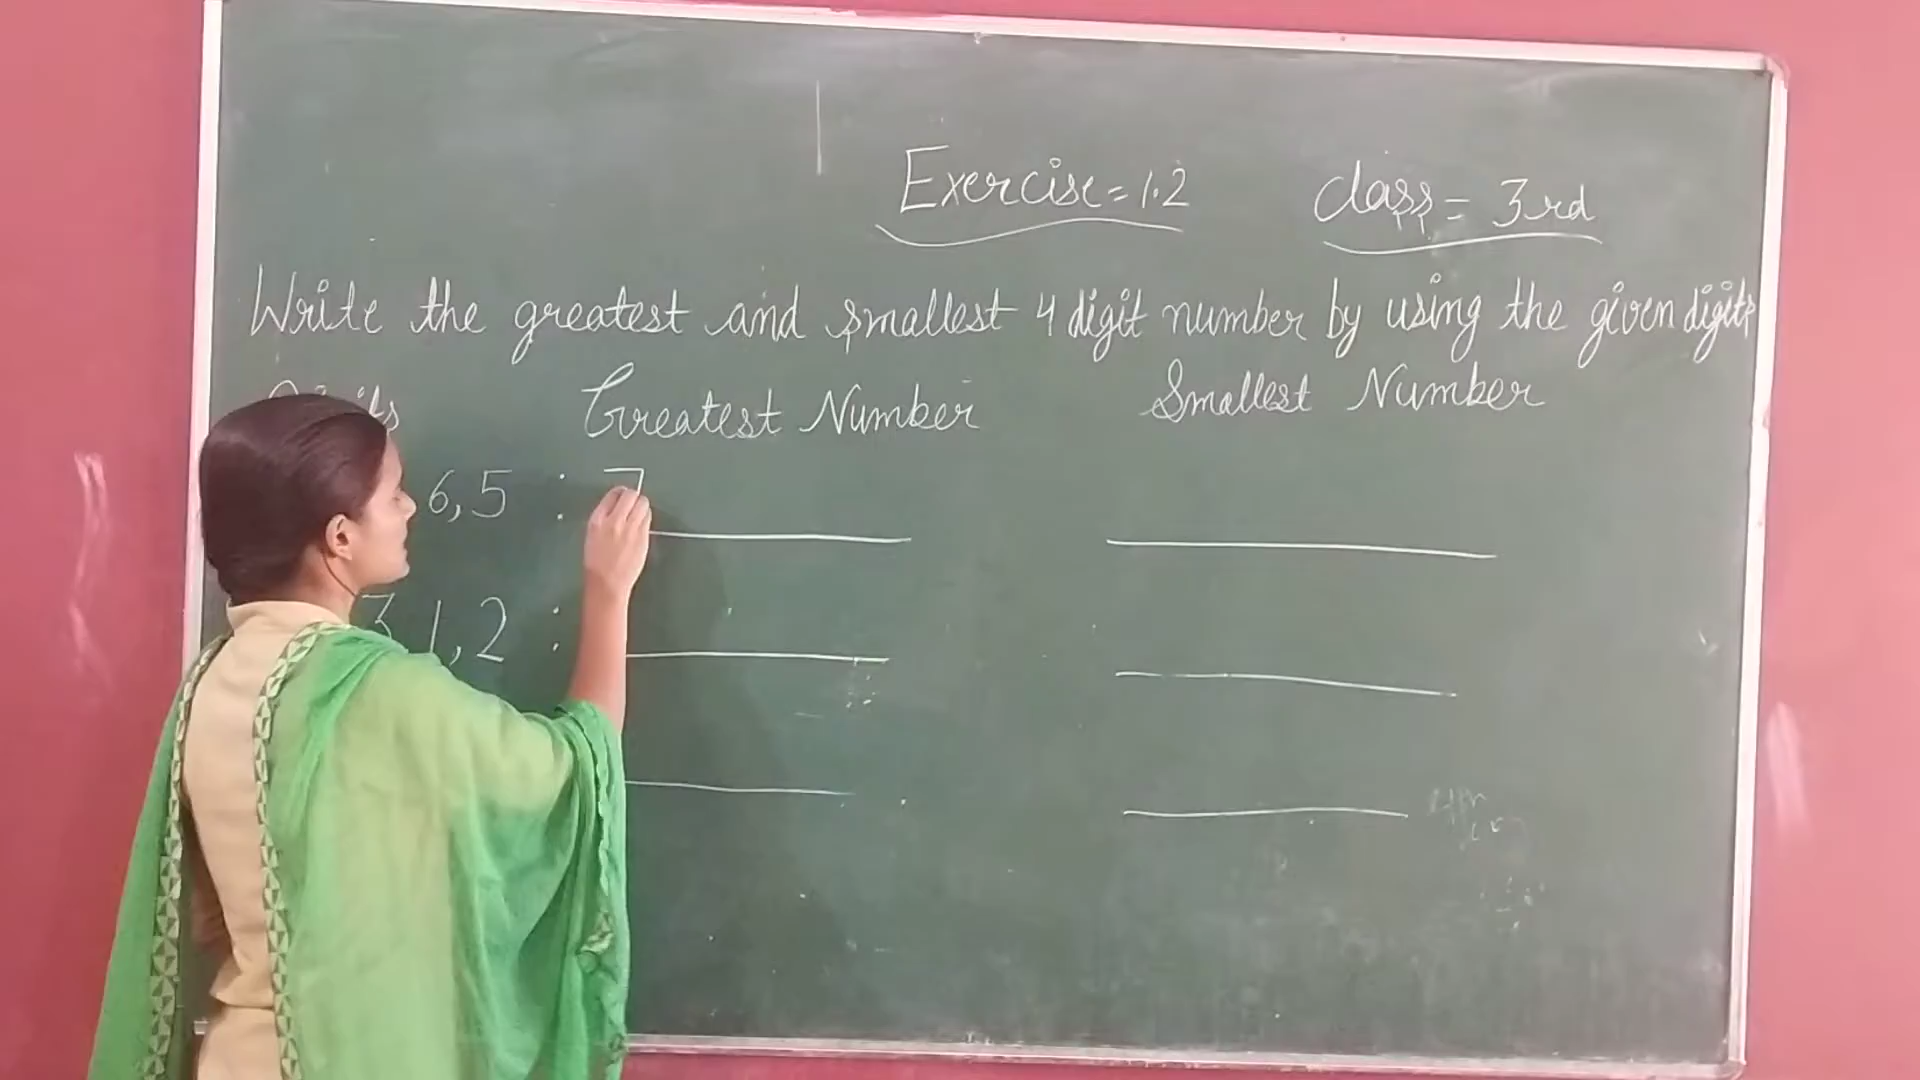 Exercise = 1.2 Class = 3rd
Write the greatest and smallest 4 digit number by using the given digits
Greatest Number Smallest Number
6,5 : 7
3 1,2 :